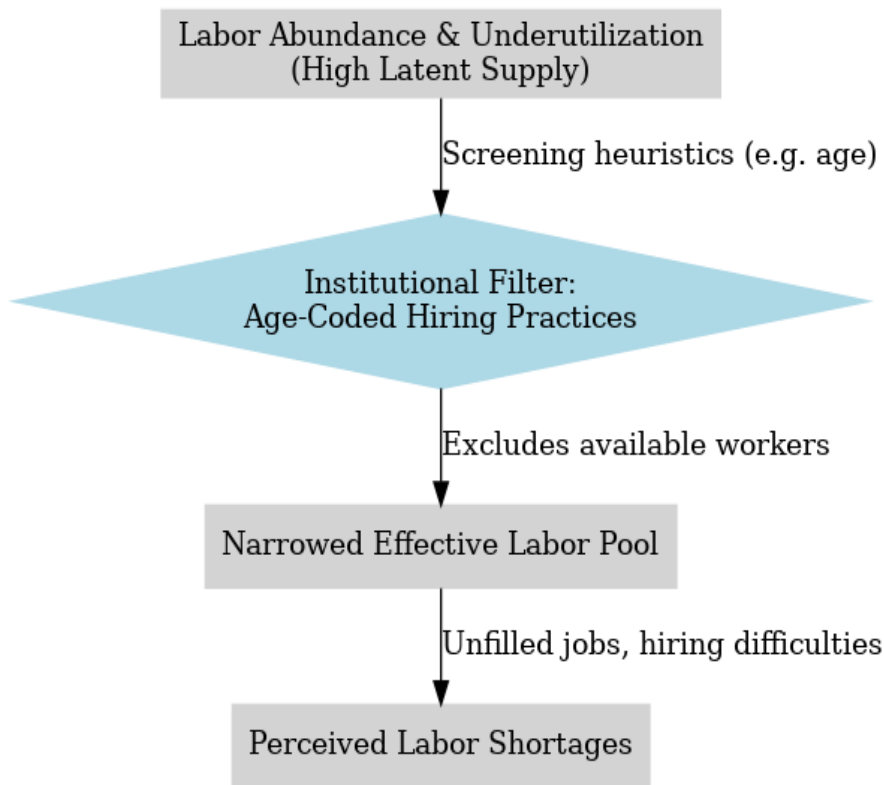 Labor Abundance & Underutilization
(High Latent Supply)
Screening heuristics (e.g. age)
Institutional Filter:
Age-Coded Hiring Practices
Excludes available workers
Narrowed Effective Labor Pool
Unfilled jobs, hiring difficulties
Perceived Labor Shortages